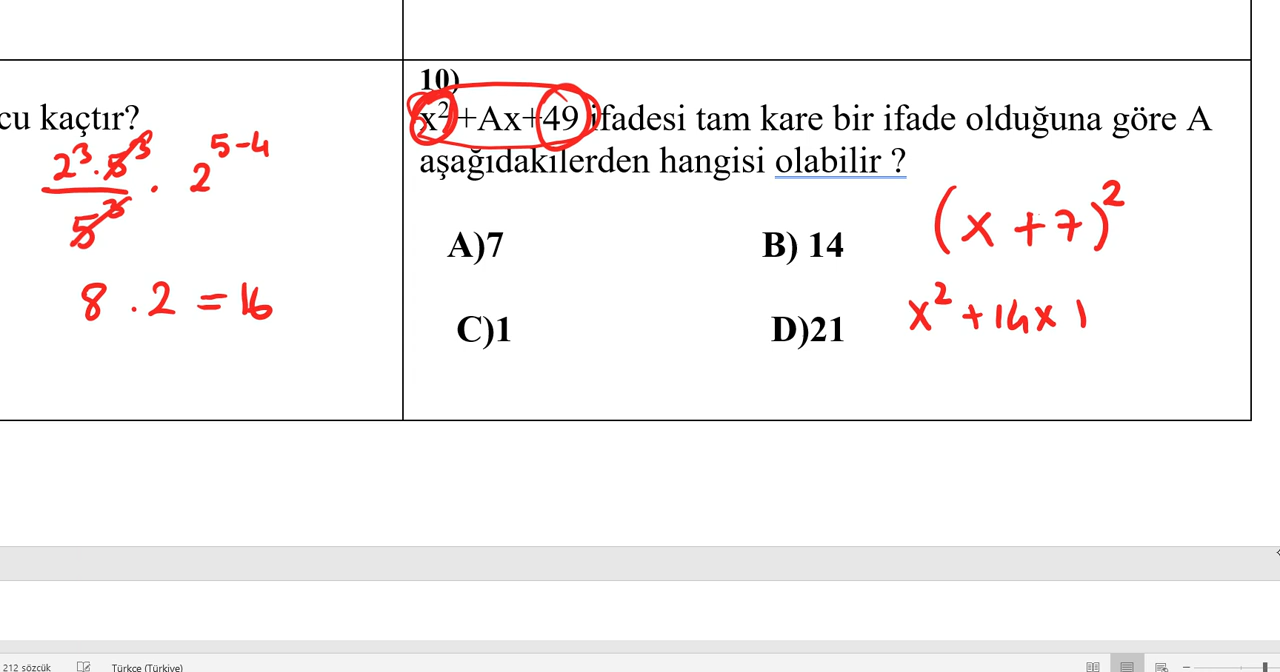 cu kaçtır?
2³.5³
5³
. 2⁵⁻⁴
8 . 2 = 16
10)
x²+Ax+49 ifadesi tam kare bir ifade olduğuna göre A
aşağıdakilerden hangisi olabilir ?
(x + 7)²
A)7
B) 14
x² + 14x
C)1
D)21
212 sözcük
Türkçe (Türkiye)